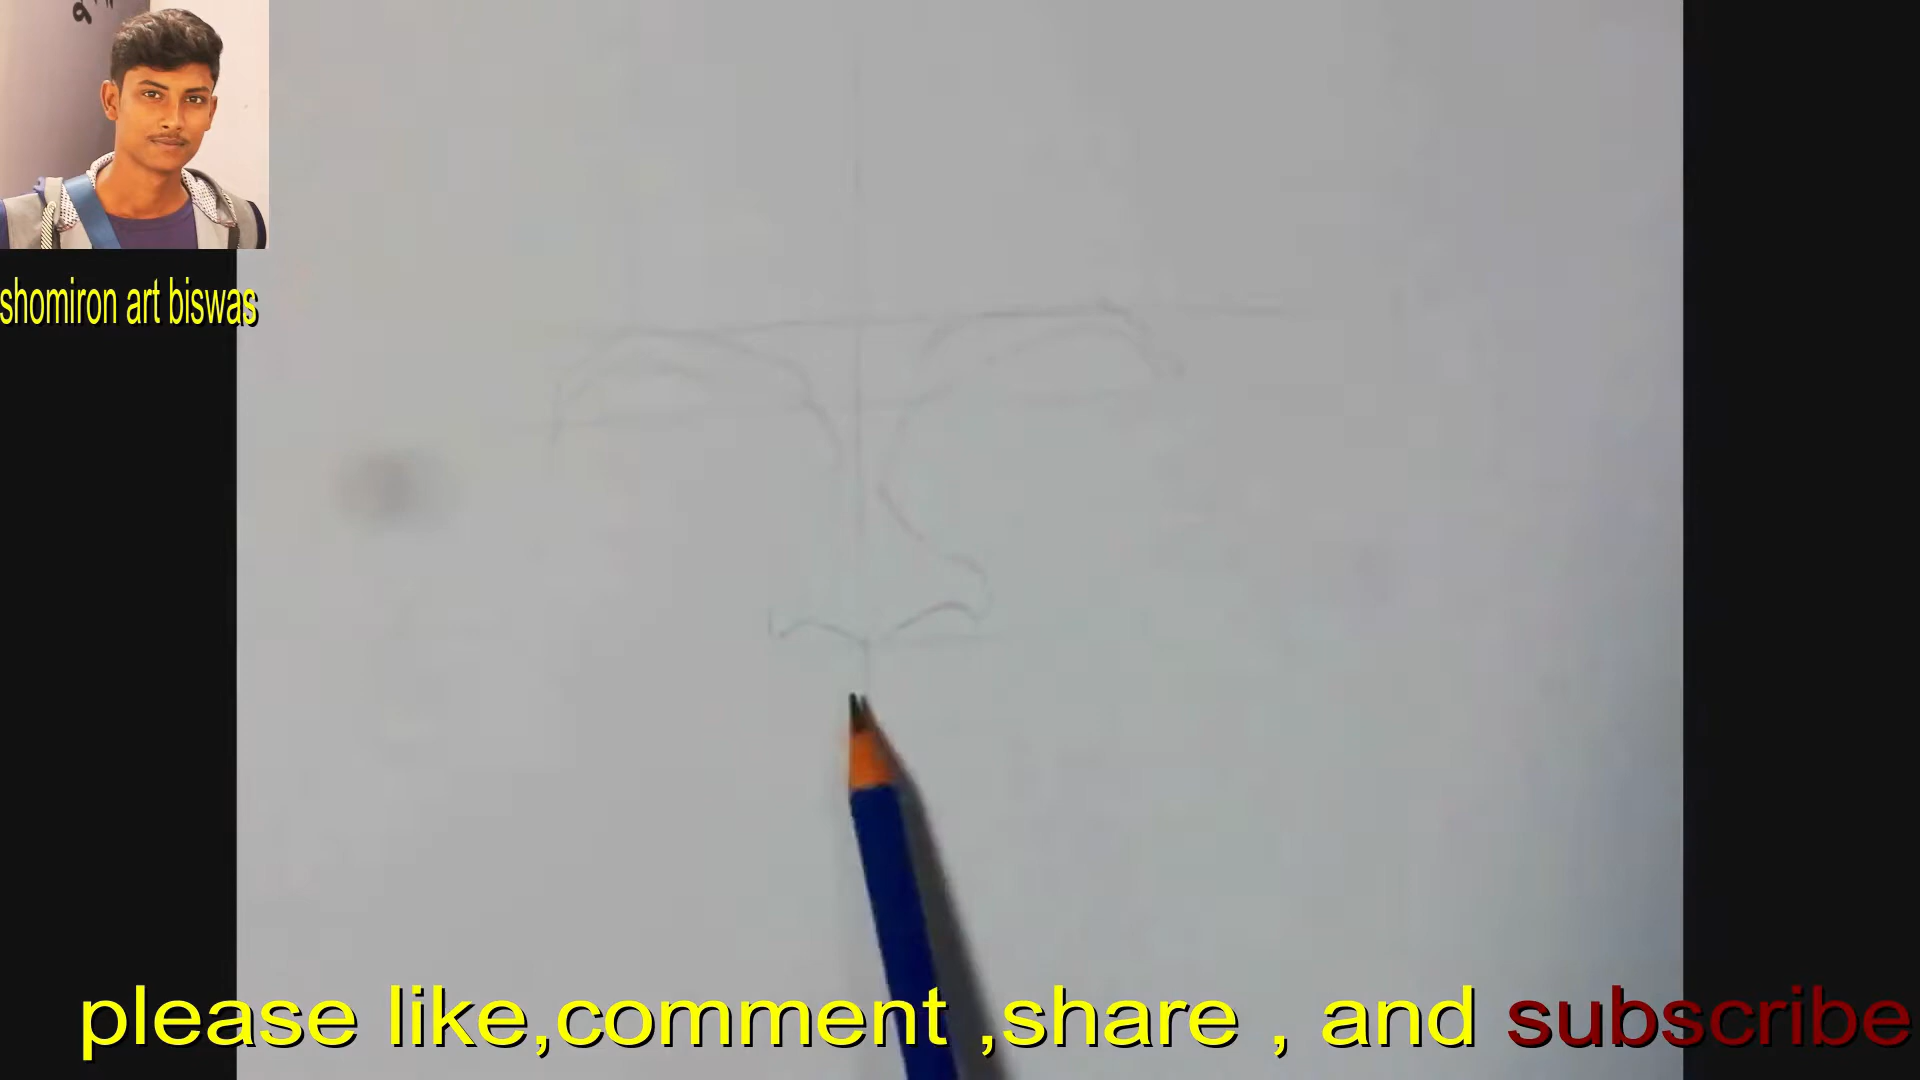 shomiron art biswas
please like,comment ,share , and subscribe